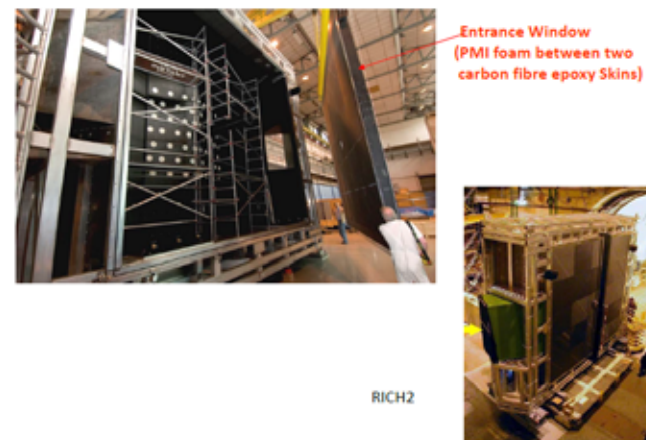 Entrance Window
(PMI foam between two
carbon fibre epoxy Skins)
RICH2